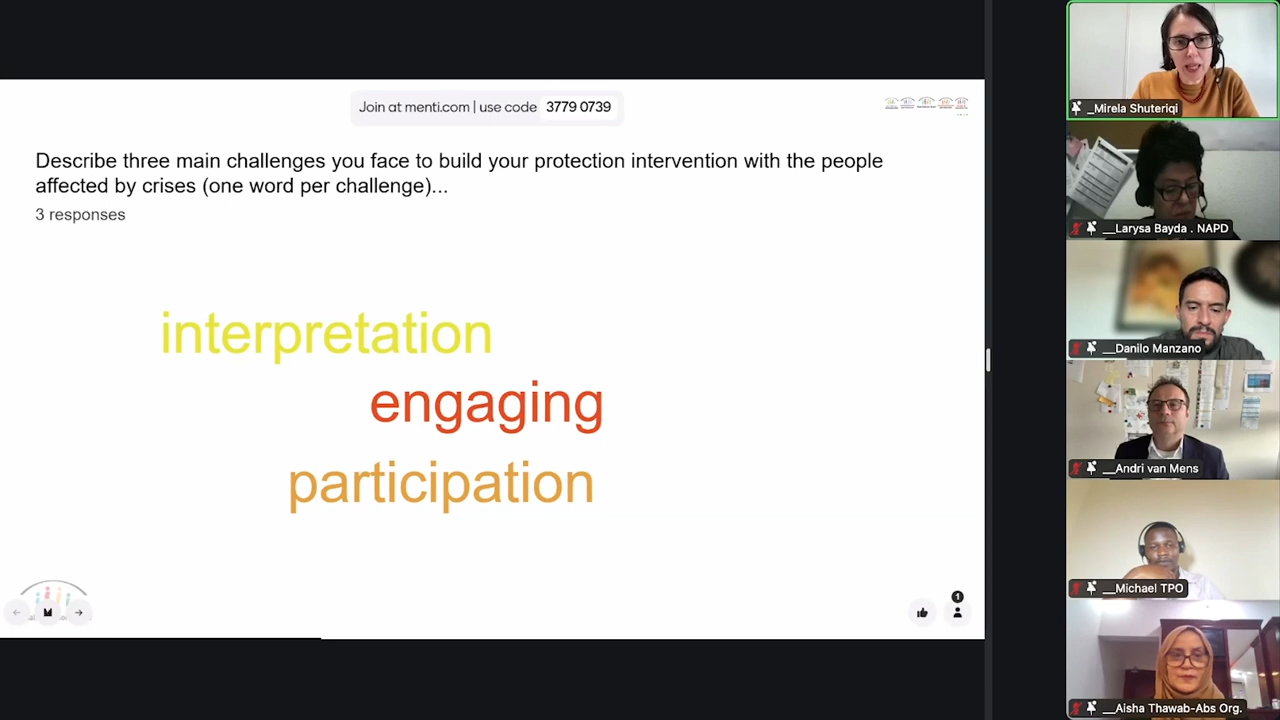 Join at menti.com | use code 3779 0739
Describe three main challenges you face to build your protection intervention with the people
affected by crises (one word per challenge)...
3 responses
interpretation
engaging
participation
1
_Mirela Shuteriqi
__Larysa Bayda . NAPD
__Danilo Manzano
__Andri van Mens
__Michael TPO
__Aisha Thawab-Abs Org.